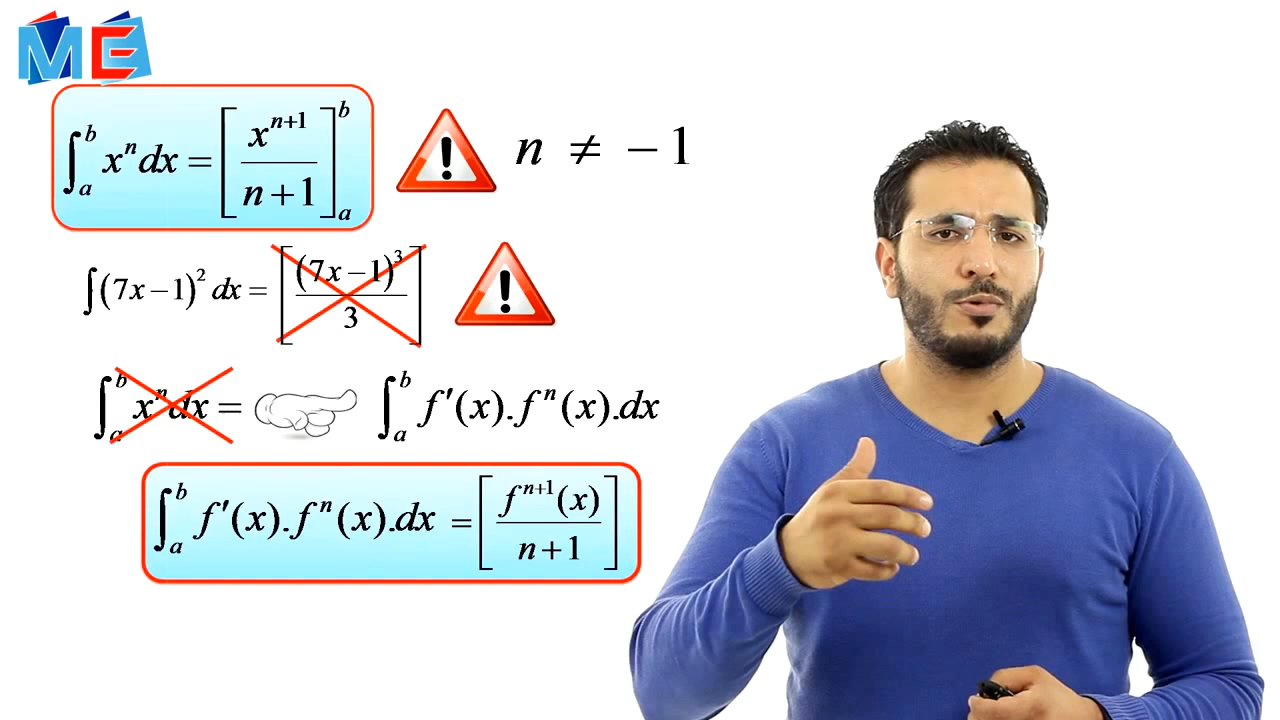 ME
∫_a^b x^n dx = [x^{n+1} / n+1]_a^b n ≠ −1
∫(7x−1)^2 dx = [(7x−1)^3 / 3]
∫_a^b x^n dx = ∫_a^b f′(x).f^n(x).dx
∫_a^b f′(x).f^n(x).dx = [f^{n+1}(x) / n+1]